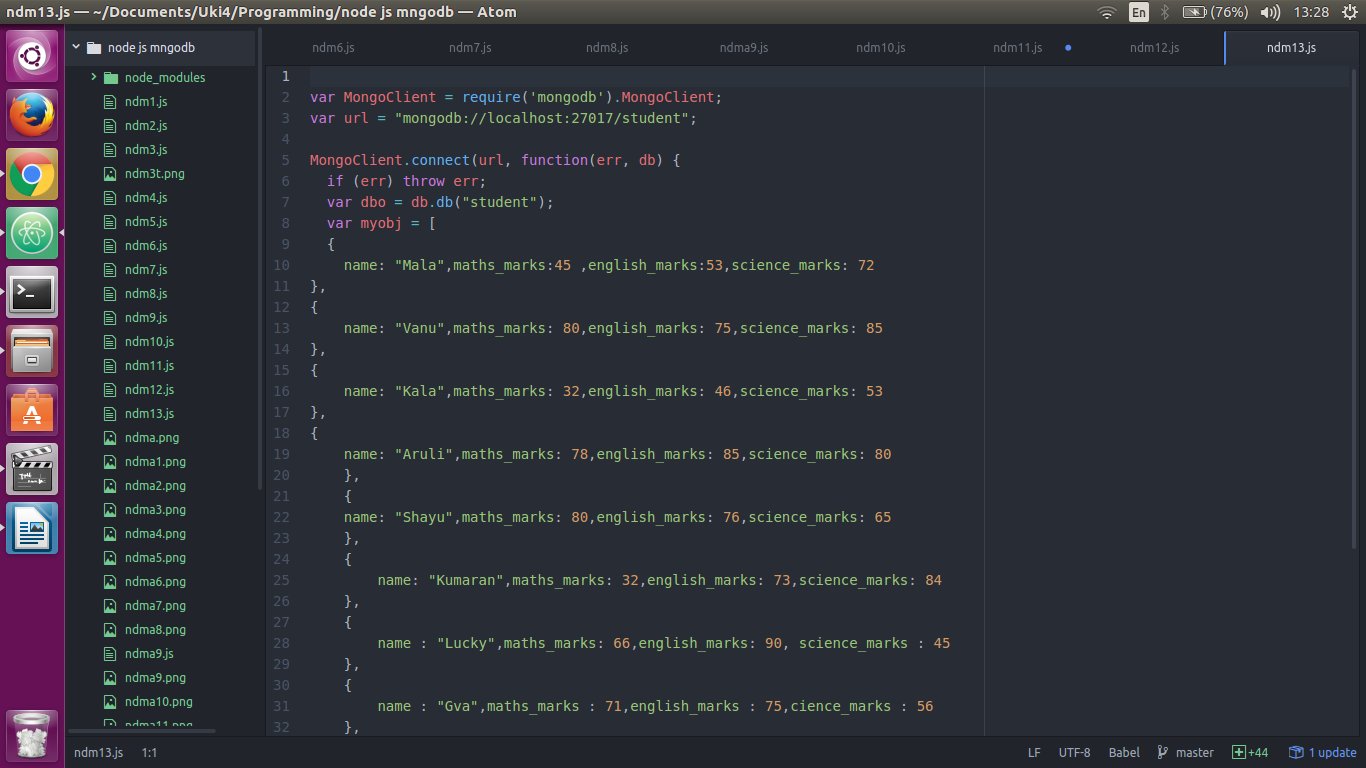 ndm13.js — ~/Documents/Uki4/Programming/node js mngodb — Atom
En
(76%)
13:28
node js mngodb
node_modules
ndm1.js
ndm2.js
ndm3.js
ndm3t.png
ndm4.js
ndm5.js
ndm6.js
ndm7.js
ndm8.js
ndm9.js
ndm10.js
ndm11.js
ndm12.js
ndm13.js
ndma.png
ndma1.png
ndma2.png
ndma3.png
ndma4.png
ndma5.png
ndma6.png
ndma7.png
ndma8.png
ndma9.js
ndma9.png
ndma10.png
ndma11.png
ndm6.js
ndm7.js
ndm8.js
ndma9.js
ndm10.js
ndm11.js
ndm12.js
ndm13.js
1
2 var MongoClient = require('mongodb').MongoClient;
3 var url = "mongodb://localhost:27017/student";
4
5 MongoClient.connect(url, function(err, db) {
6 if (err) throw err;
7 var dbo = db.db("student");
8 var myobj = [
9 {
10 name: "Mala",maths_marks:45 ,english_marks:53,science_marks: 72
11 },
12 {
13 name: "Vanu",maths_marks: 80,english_marks: 75,science_marks: 85
14 },
15 {
16 name: "Kala",maths_marks: 32,english_marks: 46,science_marks: 53
17 },
18 {
19 name: "Aruli",maths_marks: 78,english_marks: 85,science_marks: 80
20 },
21 {
22 name: "Shayu",maths_marks: 80,english_marks: 76,science_marks: 65
23 },
24 {
25 name: "Kumaran",maths_marks: 32,english_marks: 73,science_marks: 84
26 },
27 {
28 name : "Lucky",maths_marks: 66,english_marks: 90, science_marks : 45
29 },
30 {
31 name : "Gva",maths_marks : 71,english_marks : 75,cience_marks : 56
32 },
ndm13.js 1:1
LF
UTF-8
Babel
master
+44
1 update